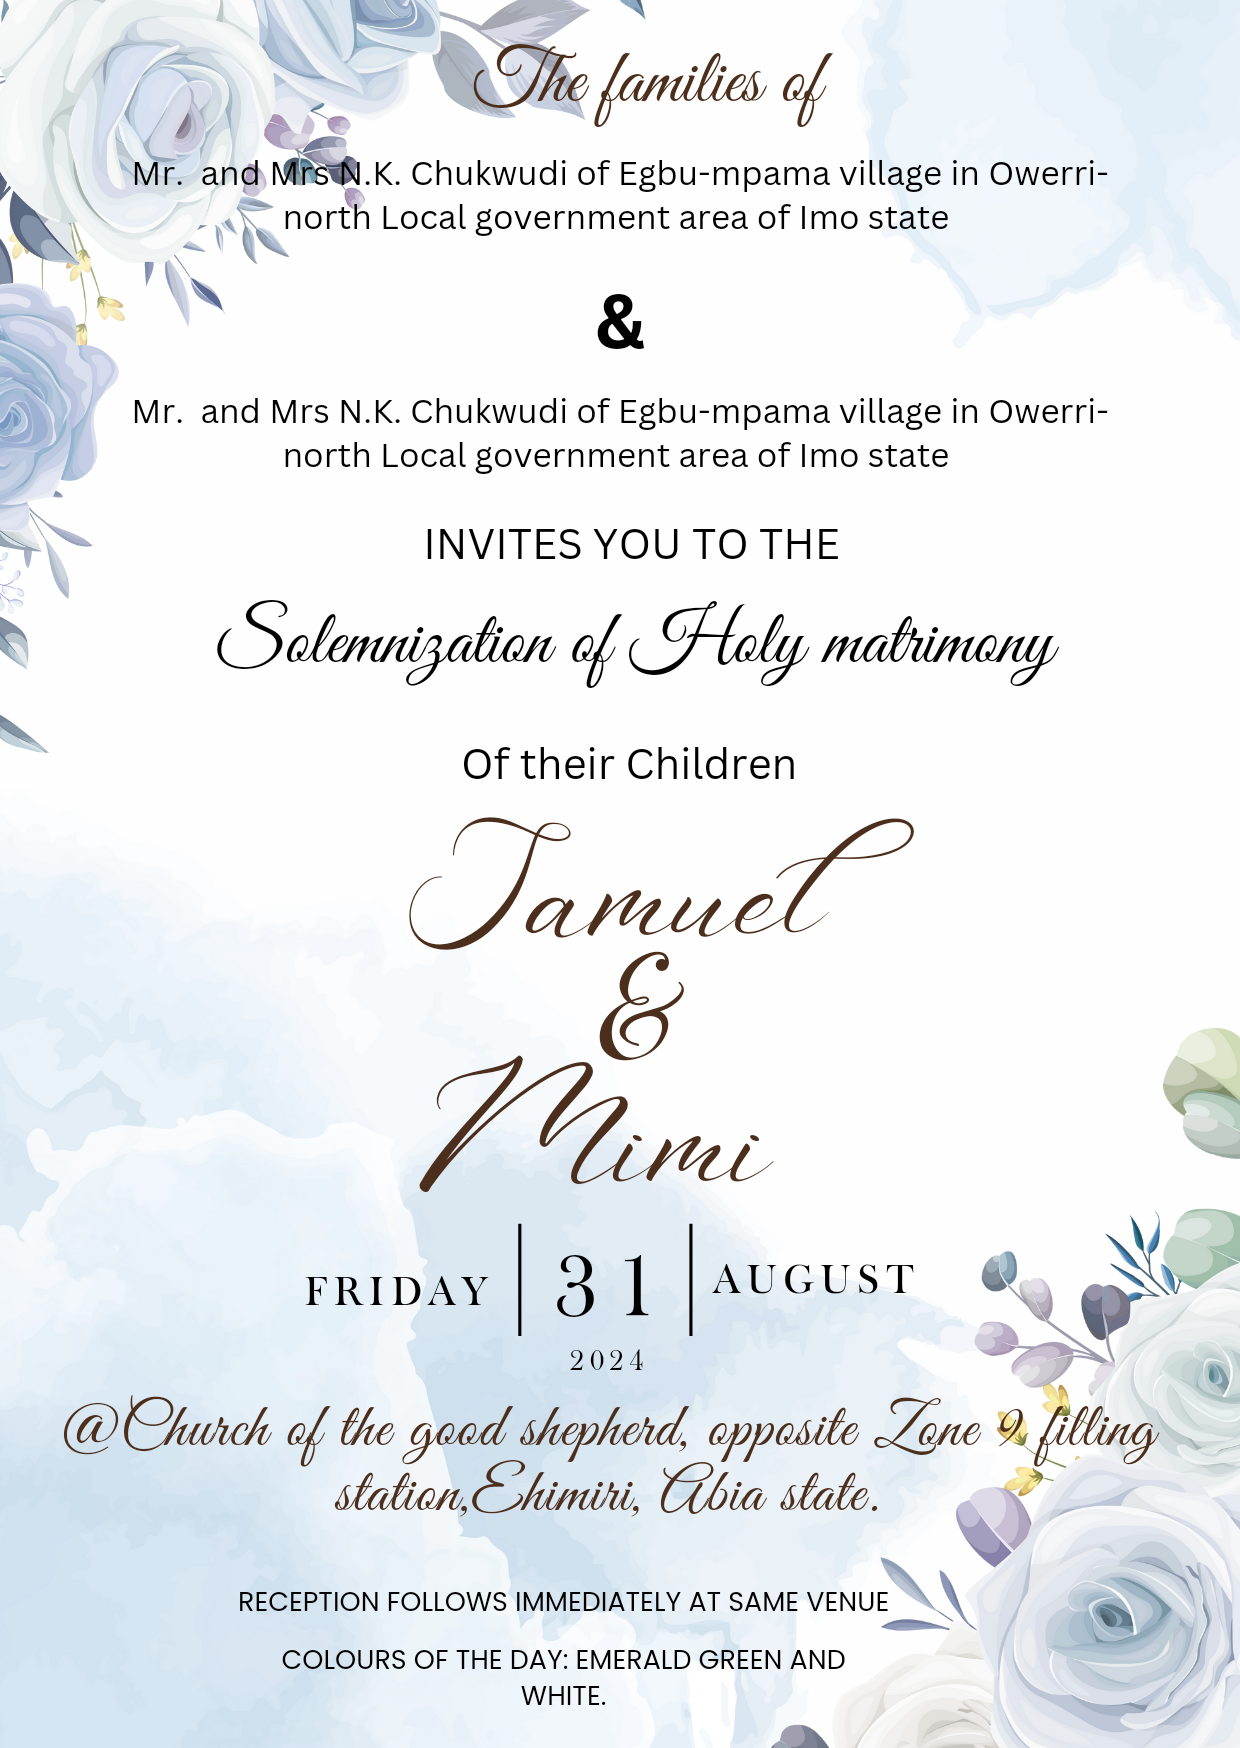 The families of
Mr. and Mrs N.K. Chukwudi of Egbu-mpama village in Owerri-
north Local government area of Imo state
&
Mr. and Mrs N.K. Chukwudi of Egbu-mpama village in Owerri-
north Local government area of Imo state
INVITES YOU TO THE
Solemnization of Holy matrimony
Of their Children
Tamuel
&
Mimi
FRIDAY 31 AUGUST
2024
@Church of the good shepherd, opposite Zone 9 filling
station,Ehimiri, Abia state.
RECEPTION FOLLOWS IMMEDIATELY AT SAME VENUE
COLOURS OF THE DAY: EMERALD GREEN AND
WHITE.